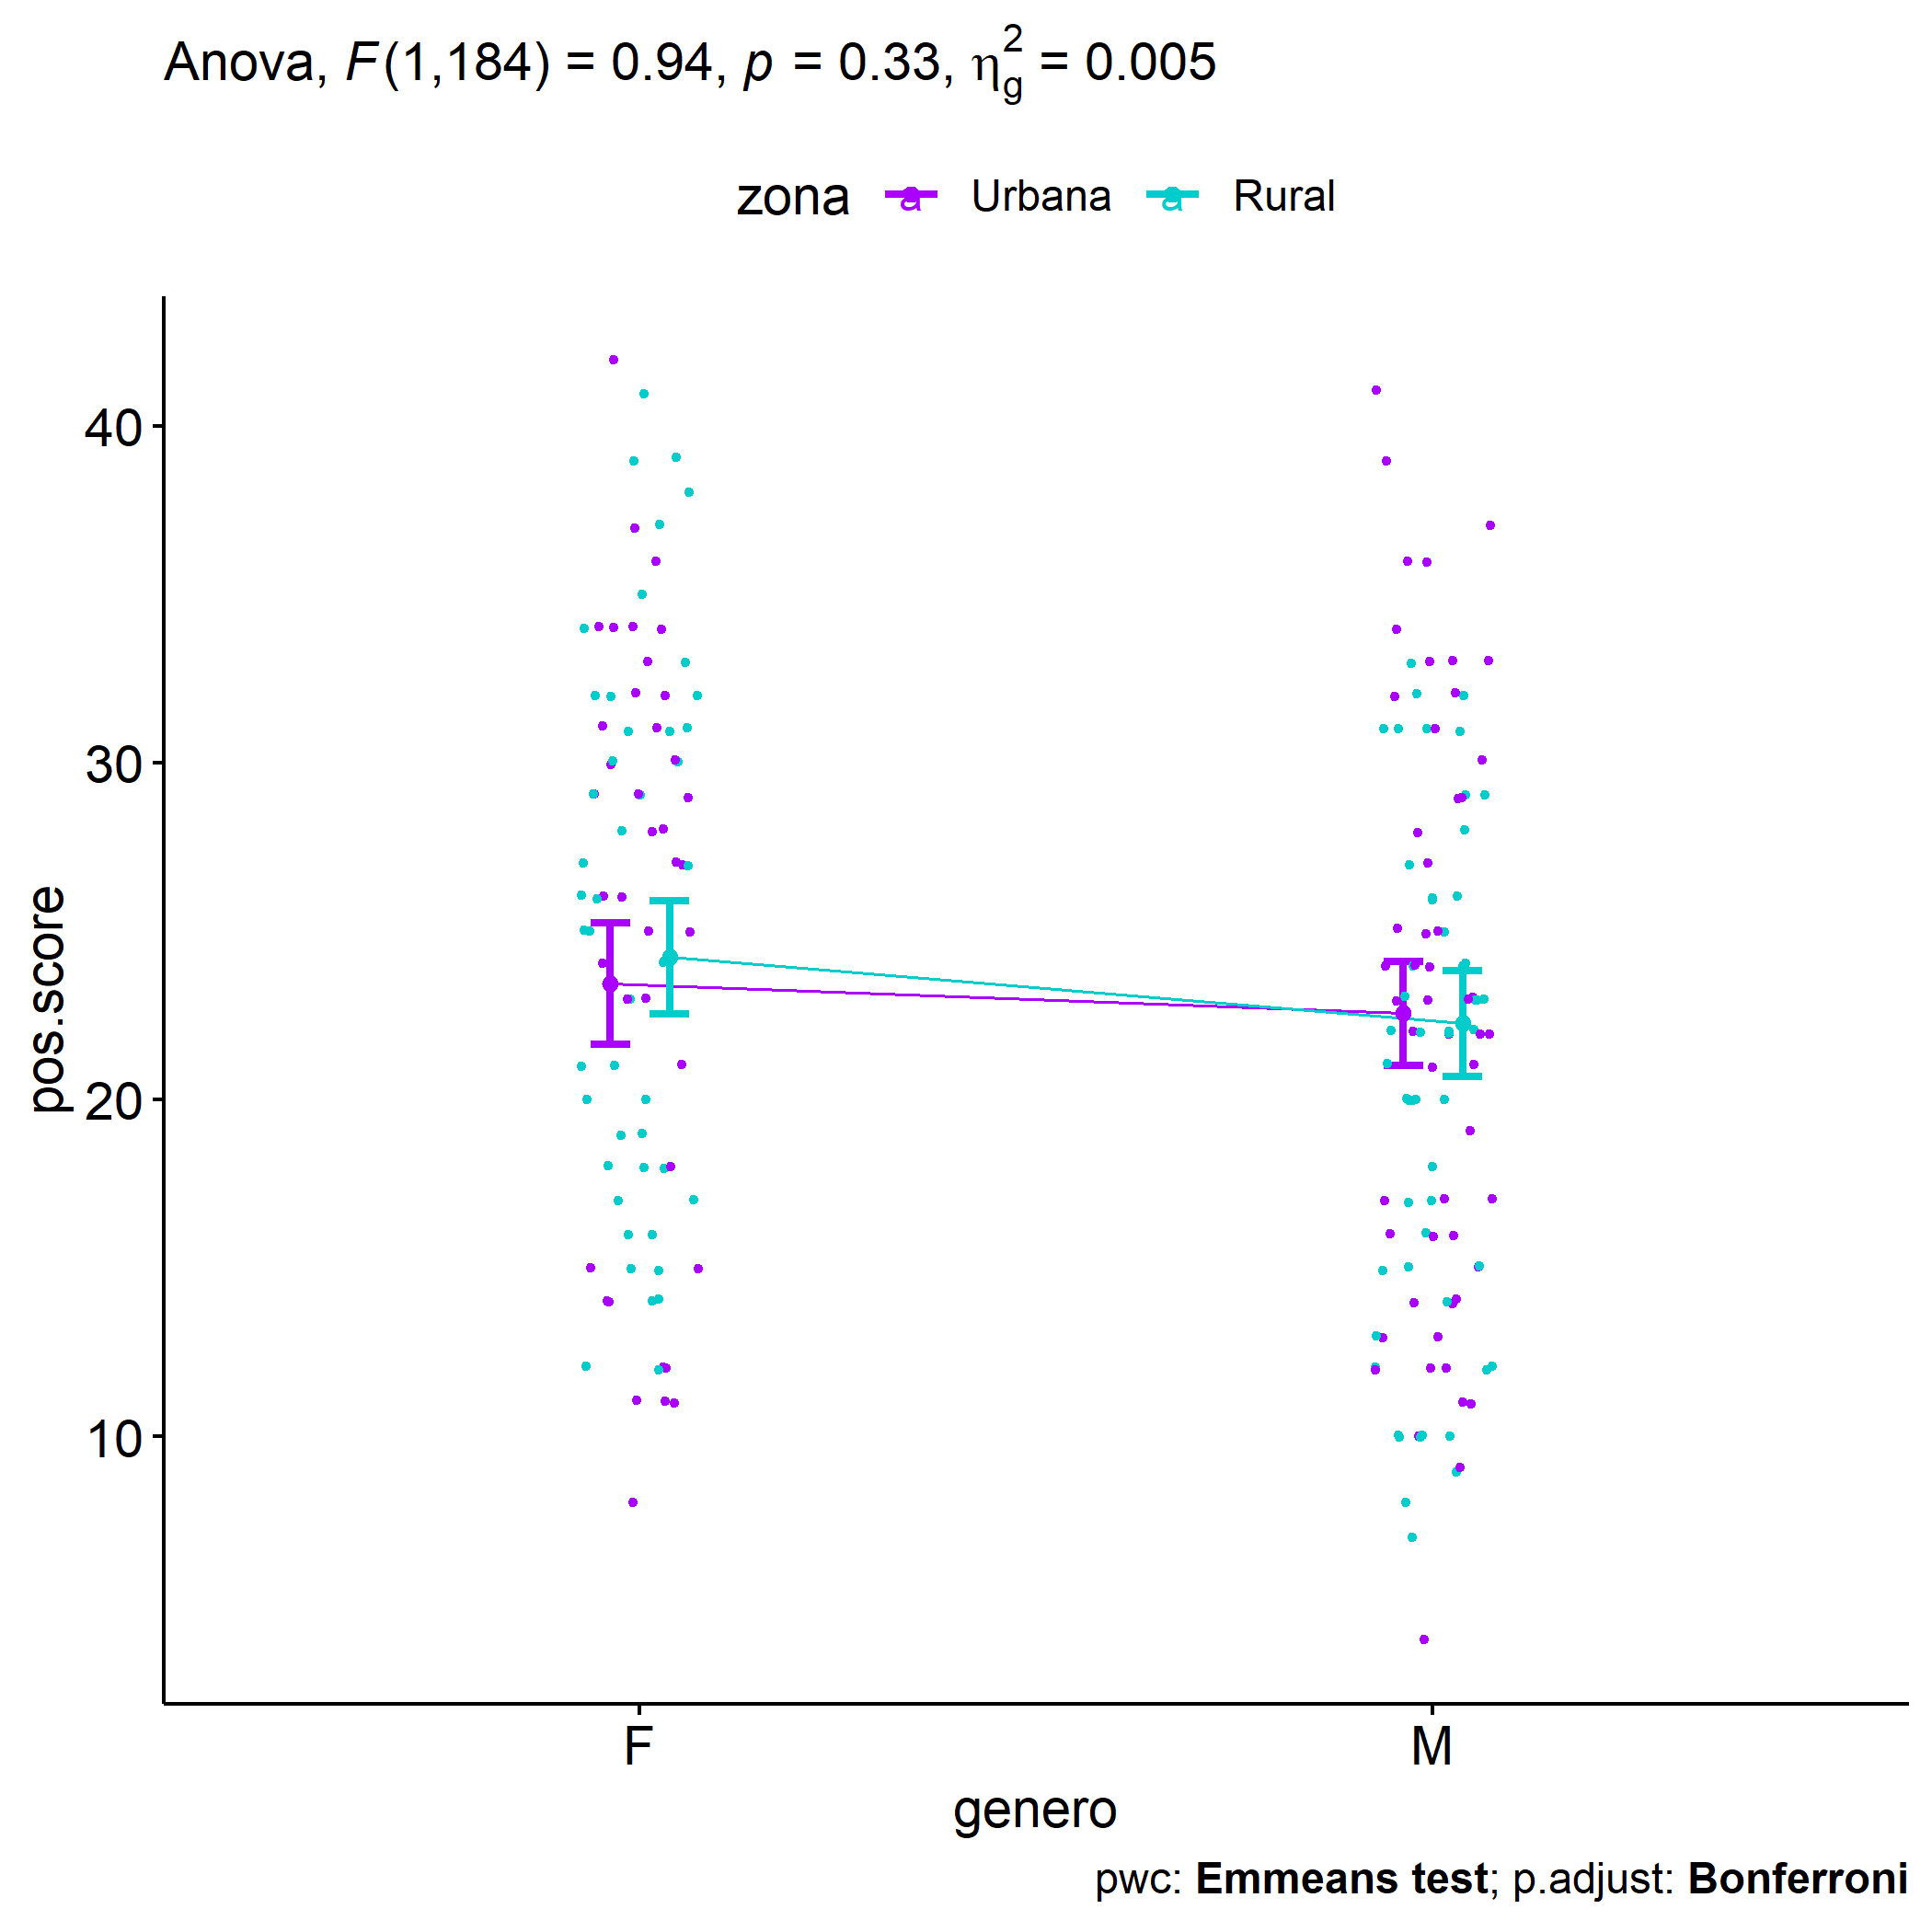 Anova, F(1,184) = 0.94, p = 0.33, η²g = 0.005
zona a Urbana a Rural
40
30
20
10
pos.score
F M
genero
pwc: Emmeans test; p.adjust: Bonferroni